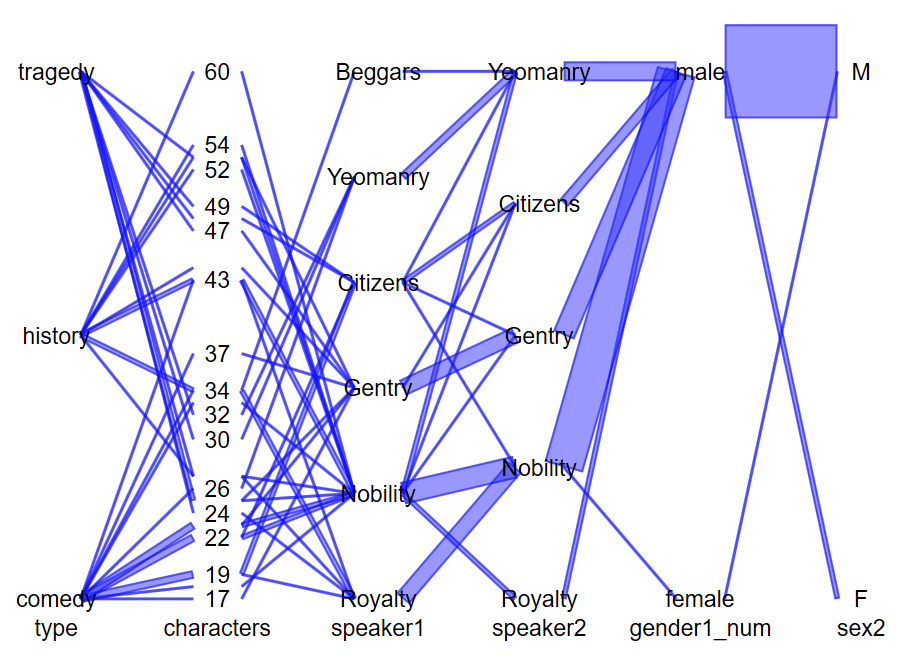 tragedy 60 Beggars Yeomanry male M
54
52
Yeomanry
49 Citizens
47
43 Citizens
history Gentry
37
34 Gentry
32
30
Nobility
26 Nobility
24
22
19
comedy 17 Royalty Royalty female F
type characters speaker1 speaker2 gender1_num sex2